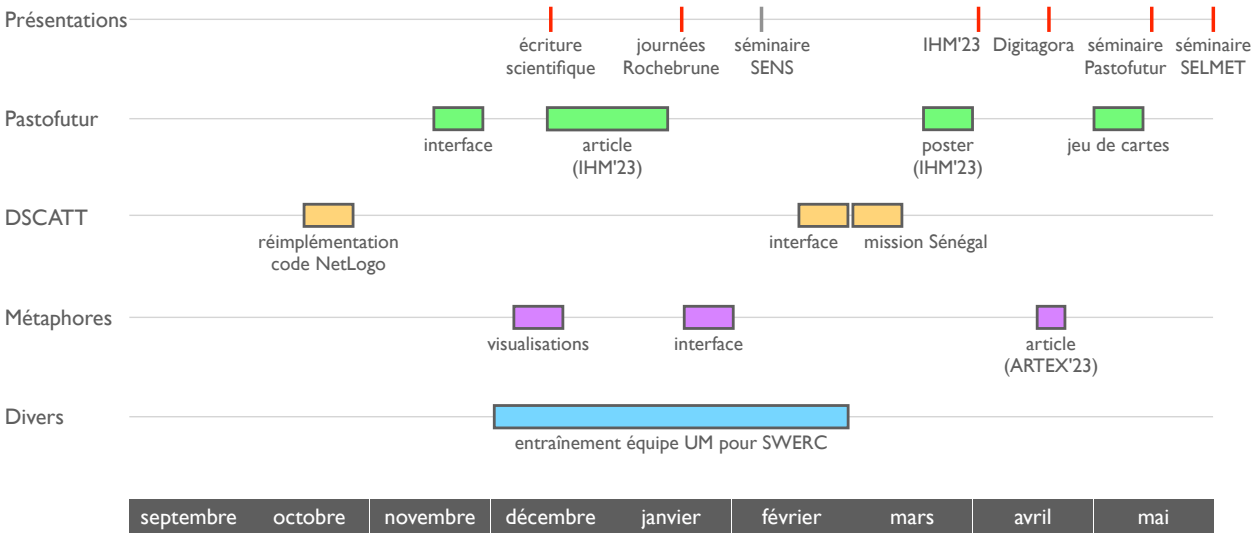 Présentations
écriture
scientifique
journées
Rochebrune
séminaire
SENS
IHM'23
Digitagora
séminaire
Pastofutur
séminaire
SELMET
Pastofutur
interface
article
(IHM'23)
poster
(IHM'23)
jeu de cartes
DSCATT
réimplémentation
code NetLogo
interface
mission Sénégal
Métaphores
visualisations
interface
article
(ARTEX'23)
Divers
entraînement équipe UM pour SWERC
septembre octobre novembre décembre janvier février mars avril mai